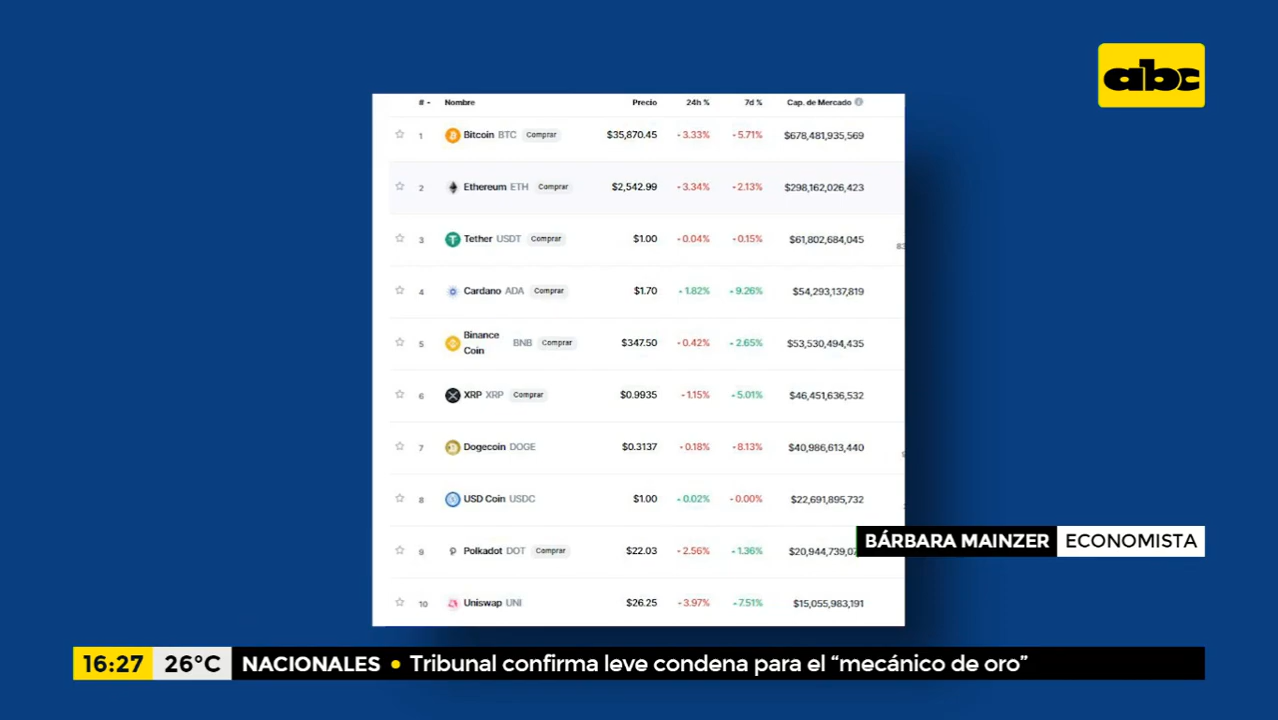 abc
# Nombre Precio 24h % 7d % Cap. de Mercado
1 Bitcoin BTC Comprar $35,870.45 -3.33% -5.71% $678,481,935,569
2 Ethereum ETH Comprar $2,542.99 -3.34% -2.13% $298,162,026,423
3 Tether USDT Comprar $1.00 -0.04% -0.15% $61,802,684,045
4 Cardano ADA Comprar $1.70 1.82% 9.26% $54,293,137,819
5 Binance Coin BNB Comprar $347.50 -0.42% 2.65% $53,530,494,435
6 XRP XRP Comprar $0.9935 -1.15% 5.01% $46,451,636,532
7 Dogecoin DOGE $0.3137 -0.18% -8.13% $40,986,613,440
8 USD Coin USDC $1.00 0.02% -0.00% $22,691,895,732
9 Polkadot DOT Comprar $22.03 -2.56% 1.36% $20,944,739,0
10 Uniswap UNI $26.25 -3.97% 7.51% $15,055,983,191
BÁRBARA MAINZER ECONOMISTA
16:27 26°C NACIONALES • Tribunal confirma leve condena para el “mecánico de oro”